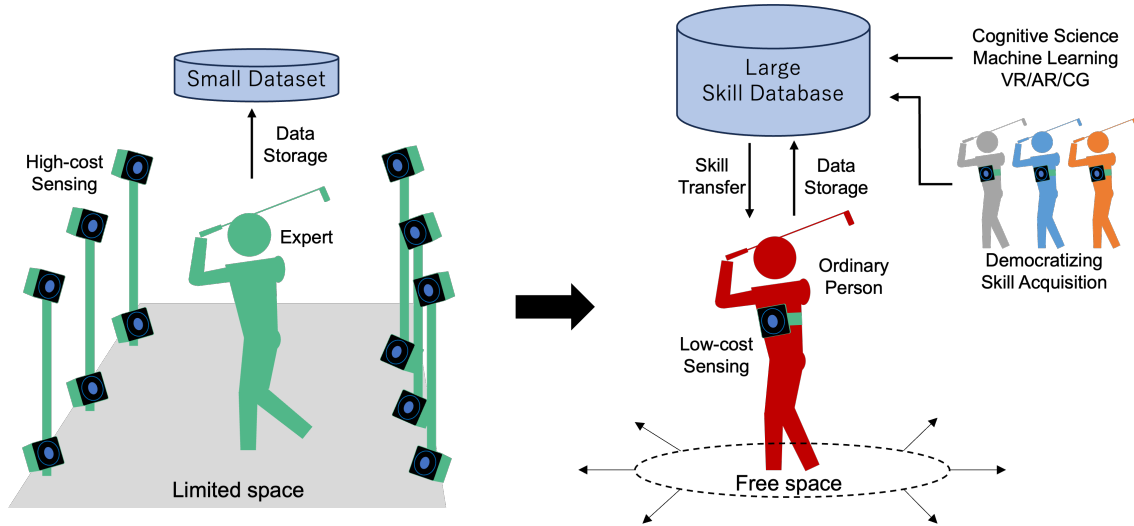 Small Dataset
Data
Storage
High-cost
Sensing
Expert
Limited space
Large
Skill Database
Cognitive Science
Machine Learning
VR/AR/CG
Skill
Transfer
Data
Storage
Democratizing
Skill Acquisition
Ordinary
Person
Low-cost
Sensing
Free space